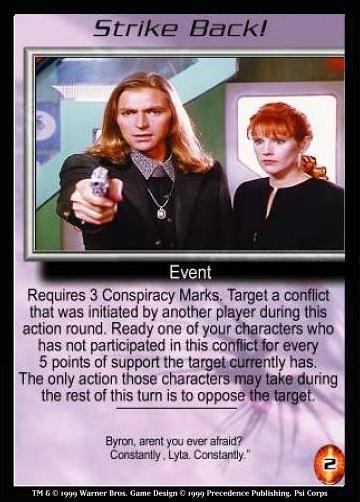 Strike Back!
Event
Requires 3 Conspiracy Marks. Target a conflict
that was initiated by another player during this
action round. Ready one of your characters who
has not participated in this conflict for every
5 points of support the target currently has.
The only action those characters may take during
the rest of this turn is to oppose the target.
Byron, arent you ever afraid?
Constantly , Lyta. Constantly."
2
TM & © 1999 Warner Bros. Game Design © 1999 Precedence Publishing. Psi Corps